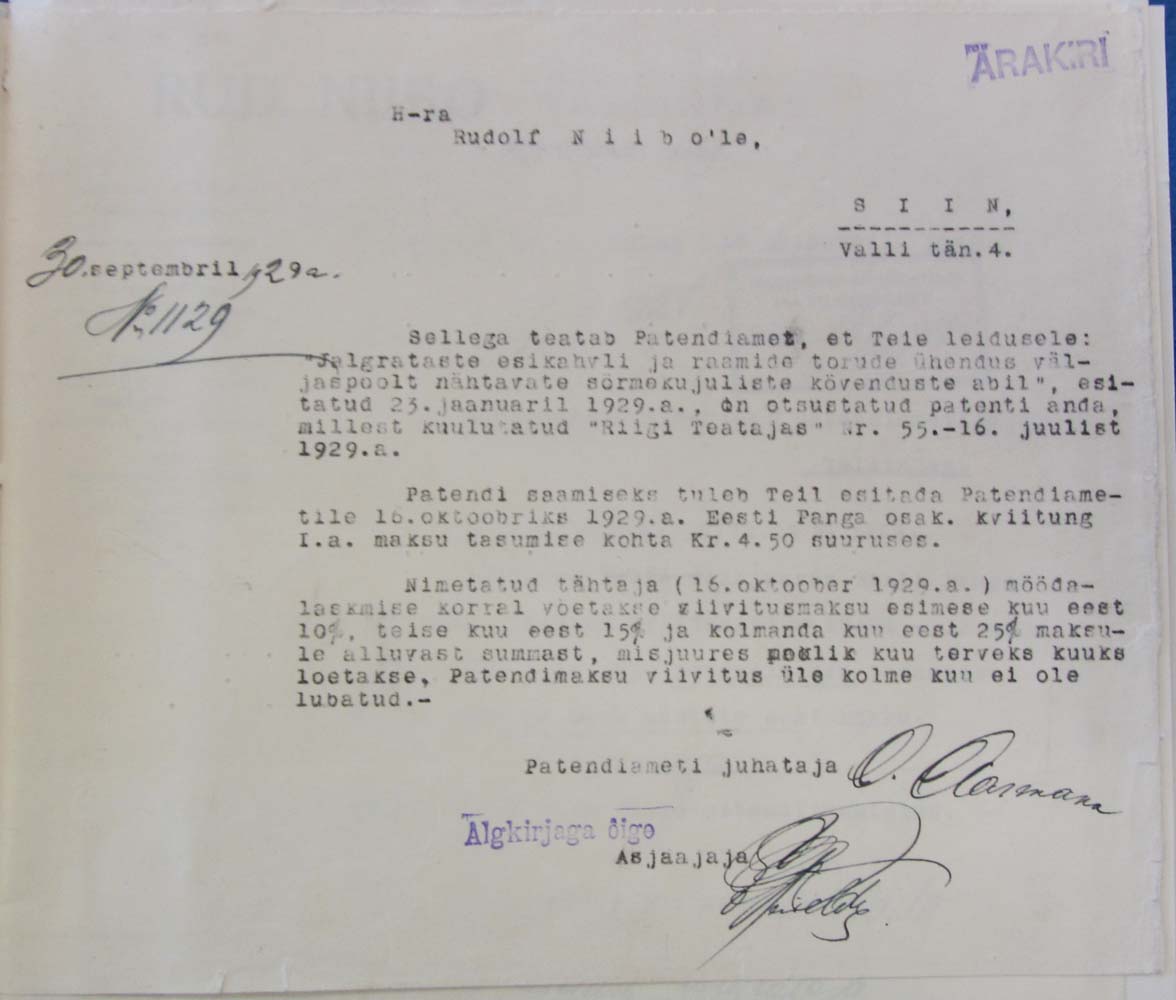 ÄRAKIRI
H-ra
Rudolf N i i b o'le,
S I I N,
Valli tän.4.
30.septembril 1929a.
№ 1129
Sellega teatab Patendiamet, et Teie leidusele:
"Jalgrataste esikahvli ja raamide torude ühendus väl-
jaspoolt nähtavate sõrmekujuliste kõvenduste abil", esi-
tatud 23.jaanuaril 1929.a., on otsustatud patenti anda,
millest kuulutatud "Riigi Teatajas" Nr. 55.-16. juulist
1929.a.
Patendi saamiseks tuleb Teil esitada Patendiame-
tile 16.oktoobriks 1929.a. Eesti Panga osak. kviitung
I.a. maksu tasumise kohta Kr.4.50 suuruses.
Nimetatud tähtaja (16.oktoober 1929.a.) mööda-
laskmise korral võetakse viivitusmaksu esimese kuu eest
10%, teise kuu eest 15% ja kolmanda kuu eest 25% maksu-
le alluvast summast, misjuures poolik kuu terveks kuuks
loetakse, Patendimaksu viivitus üle kolme kuu ei ole
lubatud.-
Patendiameti juhataja O. Aarmann
Algkirjaga õige
Asjaajaja